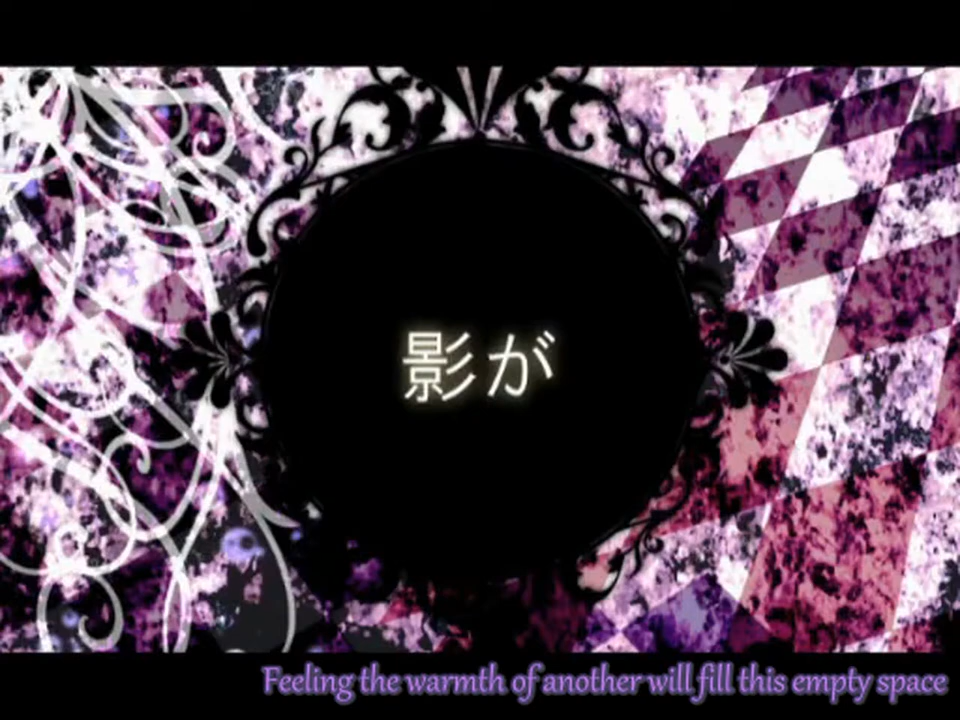 影が
Feeling the warmth of another will fill this empty space